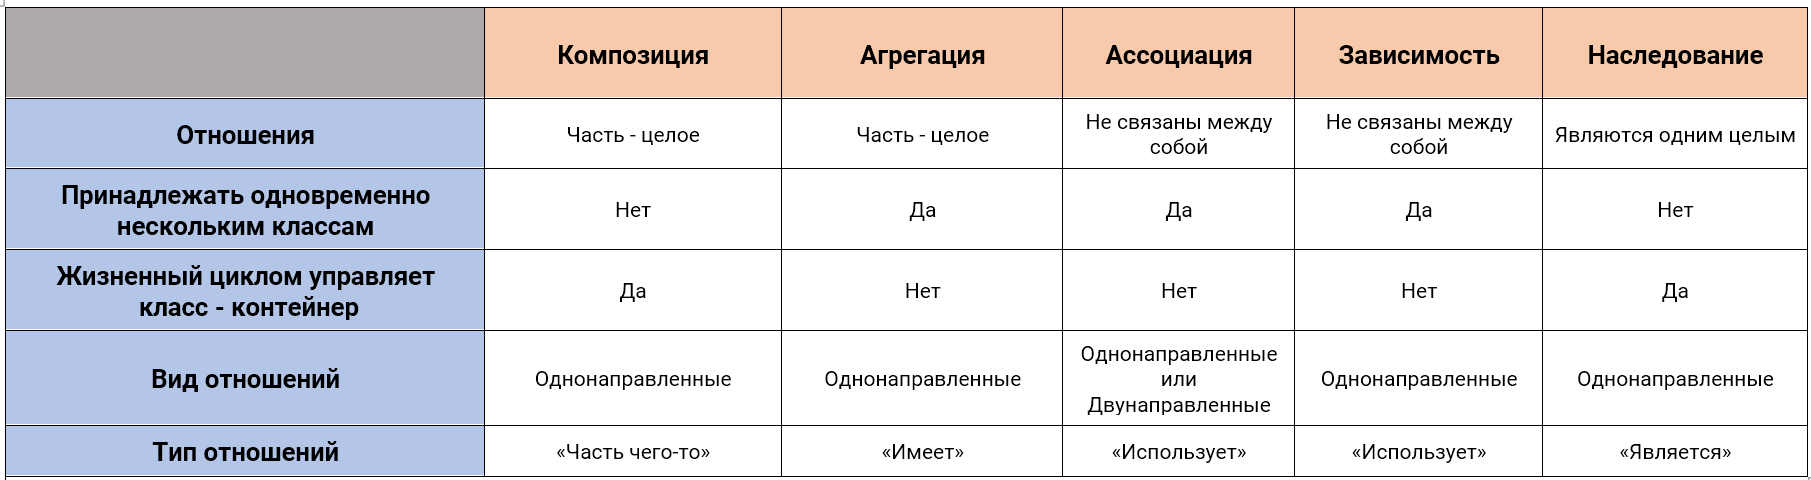 Композиция
Агрегация
Ассоциация
Зависимость
Наследование
Отношения
Часть - целое
Часть - целое
Не связаны между
собой
Не связаны между
собой
Являются одним целым
Принадлежать одновременно
нескольким классам
Нет
Да
Да
Да
Нет
Жизненный циклом управляет
класс - контейнер
Да
Нет
Нет
Нет
Да
Вид отношений
Однонаправленные
Однонаправленные
Однонаправленные
или
Двунаправленные
Однонаправленные
Однонаправленные
Тип отношений
«Часть чего-то»
«Имеет»
«Использует»
«Использует»
«Является»